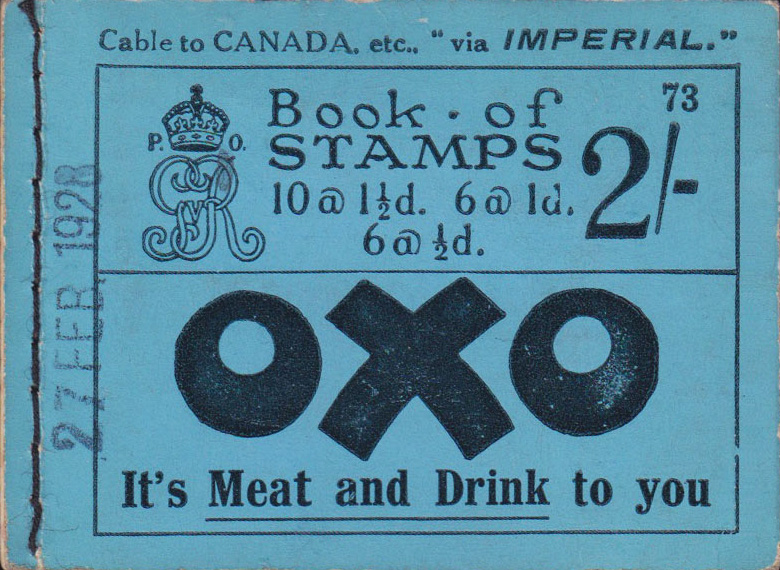 Cable to CANADA, etc., "via IMPERIAL."
73
Book · of
STAMPS
2/-
P. O.
GRV
10 @ 1½d. 6 @ 1d.
6 @ ½d.
27 FEB 1928
OXO
It's Meat and Drink to you